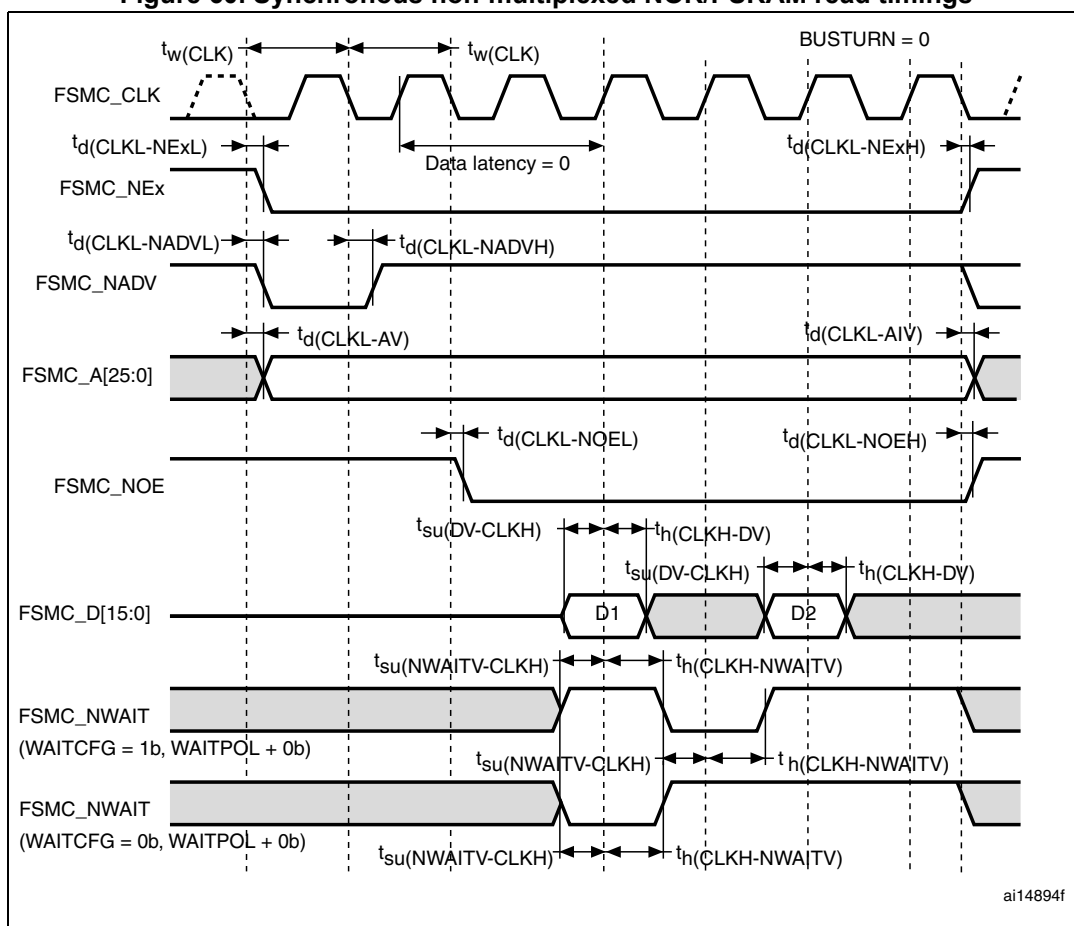 Figure 60. Synchronous non-multiplexed NOR/PSRAM read timings
tw(CLK)
tw(CLK)
BUSTURN = 0
FSMC_CLK
td(CLKL-NExL)
Data latency = 0
td(CLKL-NExH)
FSMC_NEx
td(CLKL-NADVL)
td(CLKL-NADVH)
FSMC_NADV
td(CLKL-AV)
td(CLKL-AIV)
FSMC_A[25:0]
td(CLKL-NOEL)
td(CLKL-NOEH)
FSMC_NOE
tsu(DV-CLKH)
th(CLKH-DV)
tsu(DV-CLKH)
th(CLKH-DV)
FSMC_D[15:0]
D1
D2
tsu(NWAITV-CLKH)
th(CLKH-NWAITV)
FSMC_NWAIT
(WAITCFG = 1b, WAITPOL + 0b)
tsu(NWAITV-CLKH)
t h(CLKH-NWAITV)
FSMC_NWAIT
(WAITCFG = 0b, WAITPOL + 0b)
tsu(NWAITV-CLKH)
th(CLKH-NWAITV)
ai14894f